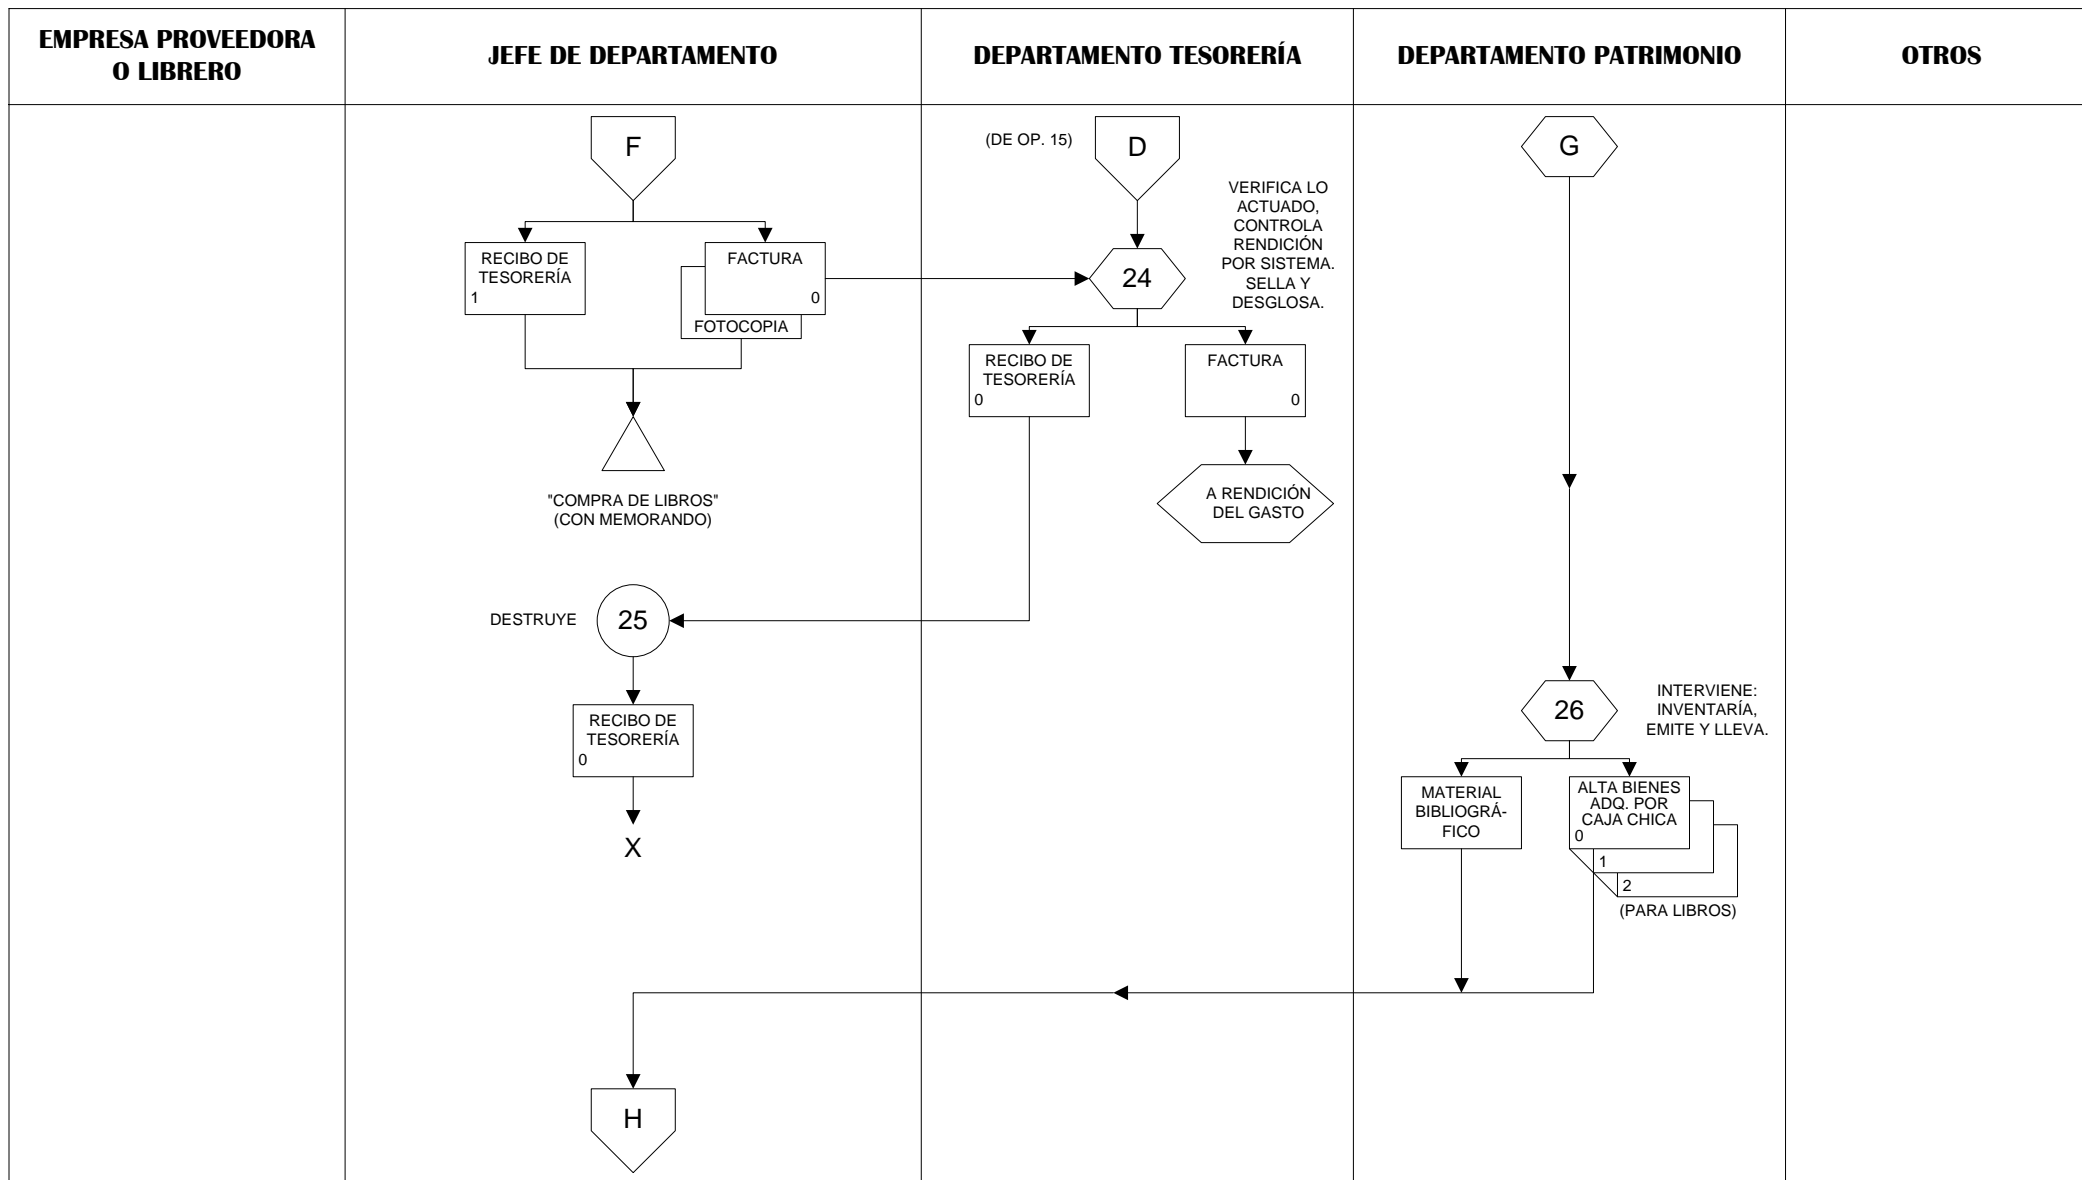 EMPRESA PROVEEDORA
O LIBRERO
JEFE DE DEPARTAMENTO
DEPARTAMENTO TESORERÍA
DEPARTAMENTO PATRIMONIO
OTROS
F
(DE OP. 15)
D
G
VERIFICA LO
ACTUADO,
CONTROLA
RENDICIÓN
POR SISTEMA.
SELLA Y
DESGLOSA.
RECIBO DE
TESORERÍA
1
FACTURA
0
FOTOCOPIA
24
RECIBO DE
TESORERÍA
0
FACTURA
0
"COMPRA DE LIBROS"
(CON MEMORANDO)
A RENDICIÓN
DEL GASTO
DESTRUYE
25
RECIBO DE
TESORERÍA
0
X
26
INTERVIENE:
INVENTARÍA,
EMITE Y LLEVA.
MATERIAL
BIBLIOGRÁ-
FICO
ALTA BIENES
ADQ. POR
CAJA CHICA
0
1
2
(PARA LIBROS)
H